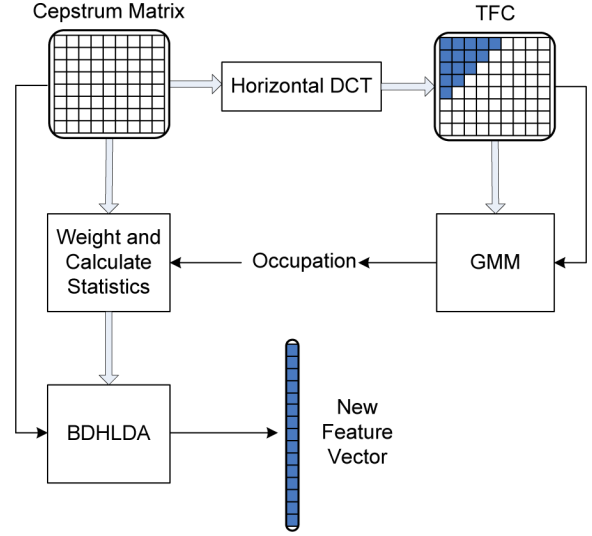 Cepstrum Matrix
TFC
Horizontal DCT
Weight and
Calculate
Statistics
Occupation
GMM
BDHLDA
New
Feature
Vector